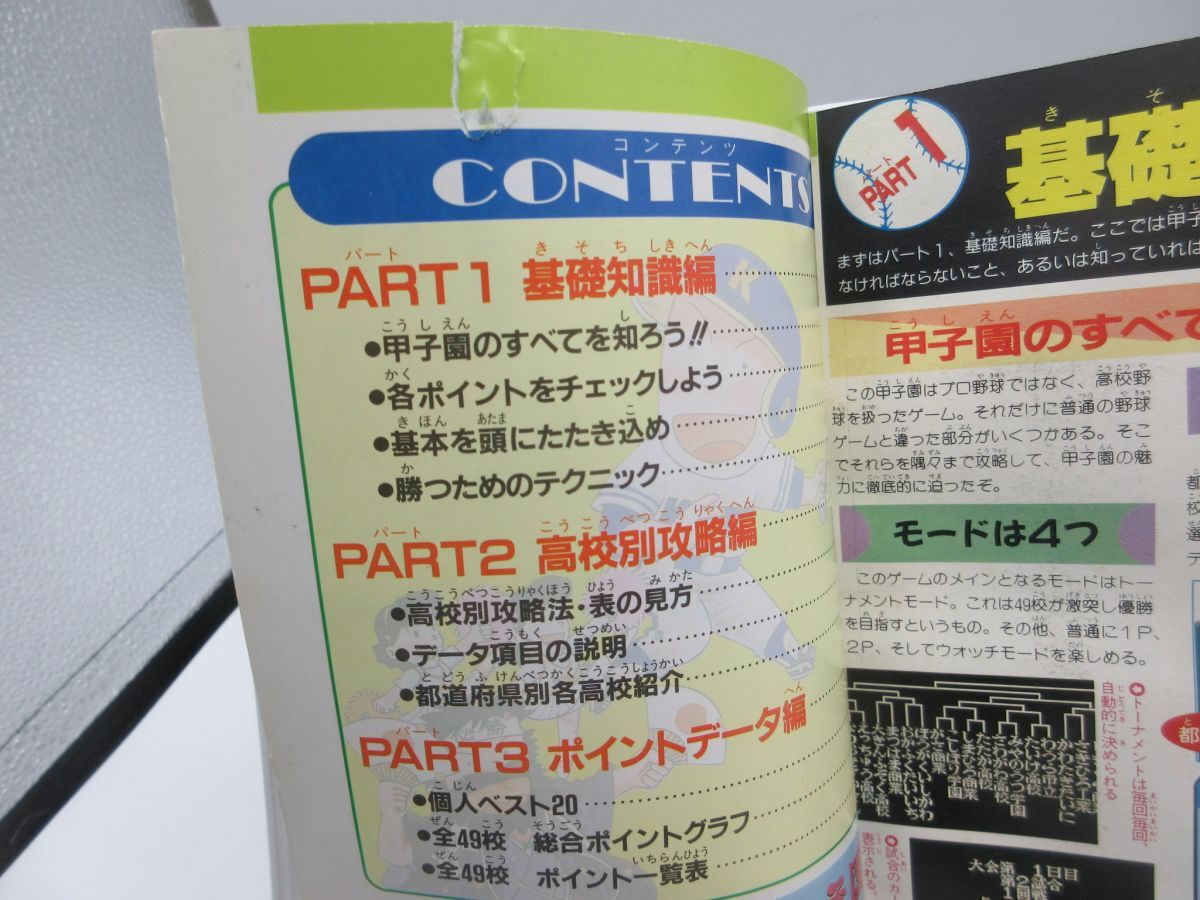 コンテンツ
CONTENTS
パート きそちしきへん
PART1 基礎知識編
こうしえん し
●甲子園のすべてを知ろう!!
かく
●各ポイントをチェックしよう
きほん あたま こ
●基本を頭にたたき込め
か
●勝つためのテクニック
パート こうこうべつこうりゃくへん
PART2 高校別攻略編
こうこうべつこうりゃくほう ひょう みかた
●高校別攻略法・表の見方
こうもく せつめい
●データ項目の説明
とどうふけんべつかくこうこうしょうかい
●都道府県別各高校紹介
パート へん
PART3 ポイントデータ編
こじん
●個人ベスト20
ぜん こう そうごう
●全49校 総合ポイントグラフ
ぜん こう いちらんひょう
●全49校 ポイント一覧表
パート
PART 1
きそ
基礎
まずはパート1、基礎知識編だ。ここでは甲子
なければならないこと、あるいは知っていれば
こうしえん
甲子園のすべて
この甲子園はプロ野球ではなく、高校野
球を扱ったゲーム。それだけに普通の野球
ゲームと違った部分がいくつかある。そこ
でそれらを隅々まで攻略して、甲子園の魅
力に徹底的に迫ったぞ。
モードは4つ
このゲームのメインとなるモードはトー
ナメントモード。これは49校が激突し優勝
を目指すというもの。その他、普通に1P、
2P、そしてウォッチモードを楽しめる。
トーナメントは毎回毎回、
自動的に決められる
試合のカー
表示される。
大会第1日目
第2試合